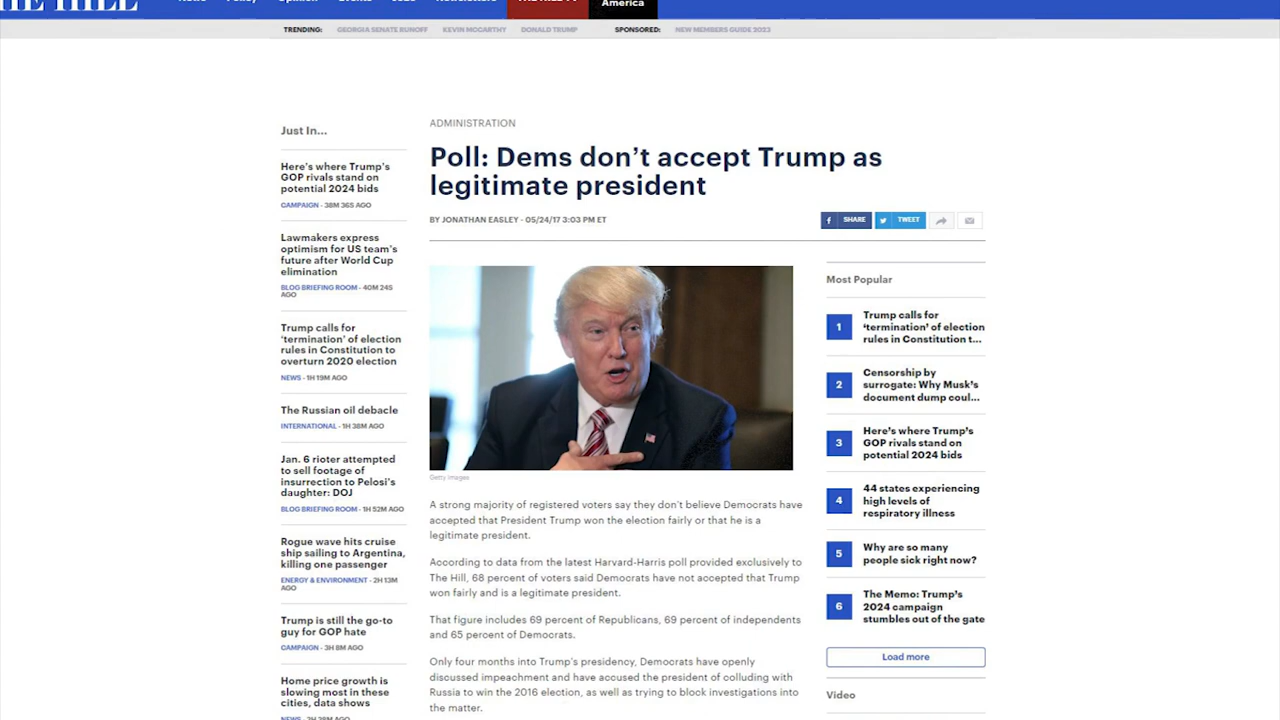 THE HILL
News Policy Opinion Events Jobs Newsletters THE HILL TV America
TRENDING: GEORGIA SENATE RUNOFF KEVIN MCCARTHY DONALD TRUMP SPONSORED: NEW MEMBERS GUIDE 2023
Just In...
Here's where Trump's
GOP rivals stand on
potential 2024 bids
CAMPAIGN - 38M 36S AGO
Lawmakers express
optimism for US team's
future after World Cup
elimination
BLOG BRIEFING ROOM - 40M 24S
AGO
Trump calls for
‘termination’ of election
rules in Constitution to
overturn 2020 election
NEWS - 1H 19M AGO
The Russian oil debacle
INTERNATIONAL - 1H 38M AGO
Jan. 6 rioter attempted
to sell footage of
insurrection to Pelosi's
daughter: DOJ
BLOG BRIEFING ROOM - 1H 52M AGO
Rogue wave hits cruise
ship sailing to Argentina,
killing one passenger
ENERGY & ENVIRONMENT - 2H 13M
AGO
Trump is still the go-to
guy for GOP hate
CAMPAIGN - 3H 8M AGO
Home price growth is
slowing most in these
cities, data shows
ADMINISTRATION
Poll: Dems don’t accept Trump as
legitimate president
BY JONATHAN EASLEY - 05/24/17 3:03 PM ET
SHARE TWEET
Getty Images
A strong majority of registered voters say they don't believe Democrats have
accepted that President Trump won the election fairly or that he is a
legitimate president.
According to data from the latest Harvard-Harris poll provided exclusively to
The Hill, 68 percent of voters said Democrats have not accepted that Trump
won fairly and is a legitimate president.
That figure includes 69 percent of Republicans, 69 percent of independents
and 65 percent of Democrats.
Only four months into Trump's presidency, Democrats have openly
discussed impeachment and have accused the president of colluding with
Russia to win the 2016 election, as well as trying to block investigations into
the matter.
Most Popular
1 Trump calls for
‘termination’ of election
rules in Constitution t...
2 Censorship by
surrogate: Why Musk's
document dump coul...
3 Here's where Trump's
GOP rivals stand on
potential 2024 bids
4 44 states experiencing
high levels of
respiratory illness
5 Why are so many
people sick right now?
6 The Memo: Trump's
2024 campaign
stumbles out of the gate
Load more
Video